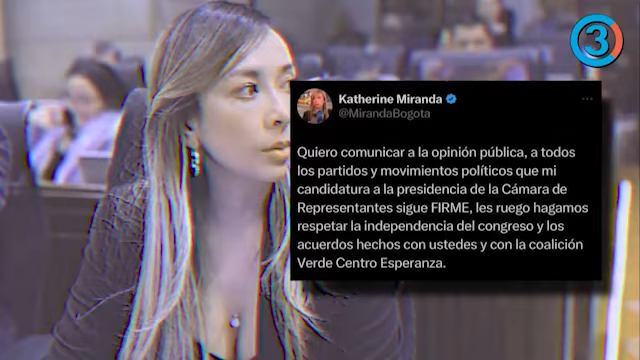 3
Katherine Miranda
@MirandaBogota
Quiero comunicar a la opinión pública, a todos
los partidos y movimientos políticos que mi
candidatura a la presidencia de la Cámara de
Representantes sigue FIRME, les ruego hagamos
respetar la independencia del congreso y los
acuerdos hechos con ustedes y con la coalición
Verde Centro Esperanza.